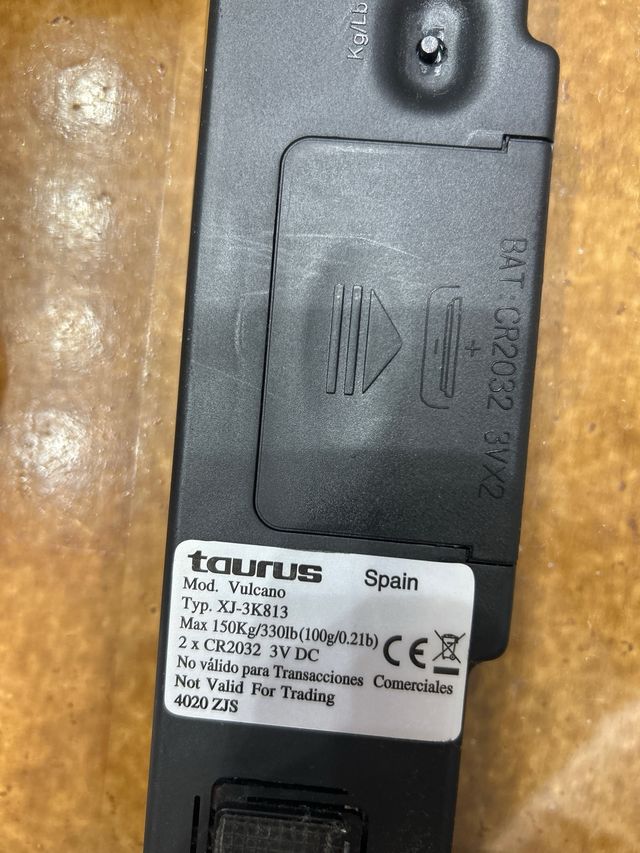 Kg/Lb
BAT:CR2032 3VX2
+
-
taurus Spain
Mod. Vulcano
Typ. XJ-3K813
Max 150Kg/330lb(100g/0.21b)
2 x CR2032 3V DC
CE
No válido para Transacciones Comerciales
Not Valid For Trading
4020 ZJS